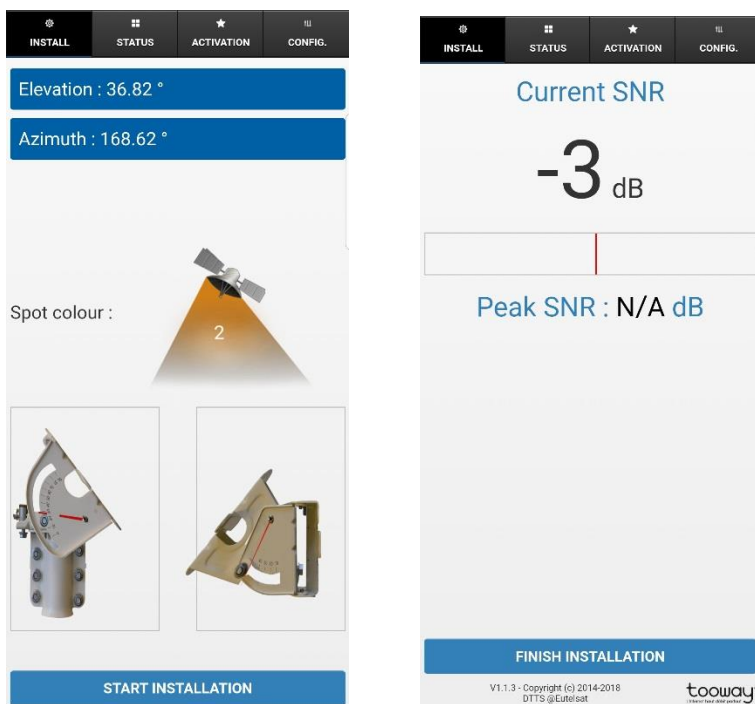 INSTALL STATUS ACTIVATION CONFIG.
Elevation : 36.82 °
Azimuth : 168.62 °
Spot colour :
2
START INSTALLATION
INSTALL STATUS ACTIVATION CONFIG.
Current SNR
-3 dB
Peak SNR : N/A dB
FINISH INSTALLATION
V1.1.3 - Copyright (c) 2014-2018
DTTS @Eutelsat
tooway